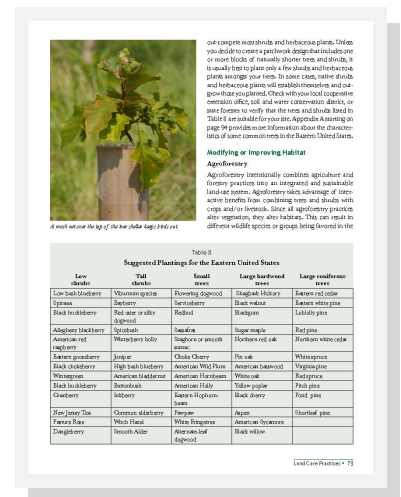 out-compete most shrubs and herbaceous plants. Unless
you decide to create a patchwork design that includes one
or more blocks of naturally shorter trees and shrubs, it
is usually best to plant only a few shrubs and herbaceous
plants amongst your trees. In some cases, native shrubs
and herbaceous plants will establish themselves and out-
grow those you planted. Check with your local cooperative
extension office, soil and water conservation district, or
state forester to verify that the trees and shrubs listed in
Table 8 are suitable for your site. Appendix A starting on
page 94 provides more information about the character-
istics of some common trees in the Eastern United States.
Modifying or Improving Habitat
Agroforestry
Agroforestry intentionally combines agriculture and
forestry practices into an integrated and sustainable
land-use system. Agroforestry takes advantage of inter-
active benefits from combining trees and shrubs with
crops and/or livestock. Since all agroforestry practices
alter vegetation, they alter habitats. This can result in
different wildlife species or groups being favored in the
A mesh net over the top of the tree shelter keeps birds out.
Table 8
Suggested Plantings for the Eastern United States
Low shrubs Tall shrubs Small trees Large hardwood trees Large coniferous trees
Low bush blueberry Viburnum species Flowering dogwood Shagbark Hickory Eastern red cedar
Spiraea Bayberry Serviceberry Black walnut Eastern white pine
Black huckleberry Red osier or silky dogwood Redbud Blackgum Loblolly pine
Allegheny blackberry Spicebush Sassafras Sugar maple Red pine
American red raspberry Winterberry holly Staghorn or smooth sumac Northern red oak Northern white cedar
Eastern gooseberry Juniper Choke Cherry Pin oak White spruce
Black chokeberry High bush blueberry American Wild Plum American basswood Virginia pine
Wintergreen American bladdernut American Hornbeam White oak Red spruce
Black huckleberry Buttonbush American Holly Yellow poplar Pitch pine
Cranberry Inkberry Eastern Hophorn-beam Black cherry Pond pine
New Jersey Tea Common elderberry Pawpaw Aspen Shortleaf pine
Pasture Rose Witch Hazel White Fringetree American Sycamore
Dangleberry Smooth Alder Alternate-leaf dogwood Black willow
Land Care Practices • 73